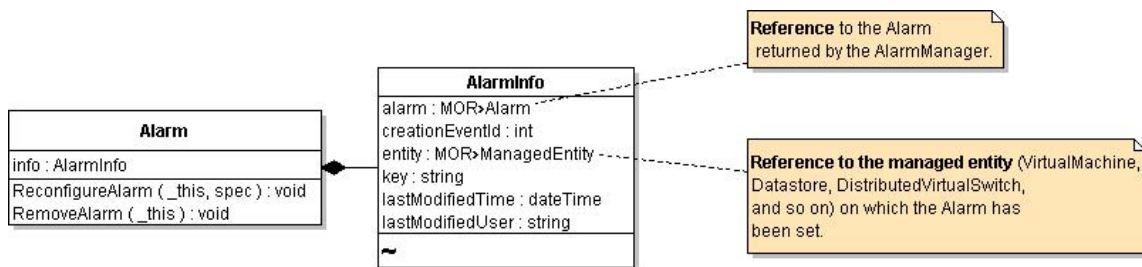 Alarm
info : AlarmInfo
ReconfigureAlarm ( _this, spec ) : void
RemoveAlarm ( _this ) : void
AlarmInfo
alarm : MOR>Alarm
creationEventId : int
entity : MOR>ManagedEntity
key : string
lastModifiedTime : dateTime
lastModifiedUser : string
~
Reference to the Alarm
returned by the AlarmManager.
Reference to the managed entity (VirtualMachine,
Datastore, DistributedVirtualSwitch,
and so on) on which the Alarm has
been set.